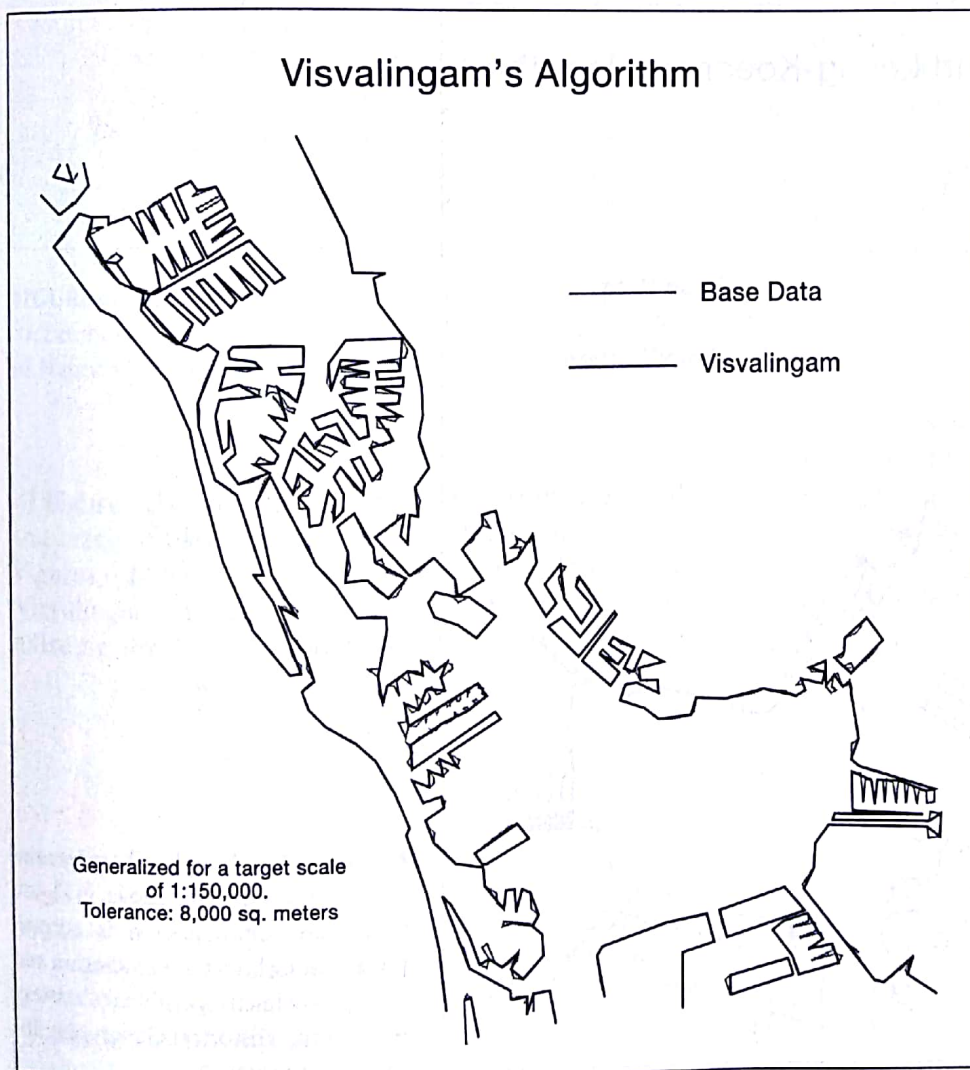 Visvalingam's Algorithm
Base Data
Visvalingam
Generalized for a target scale
of 1:150,000.
Tolerance: 8,000 sq. meters